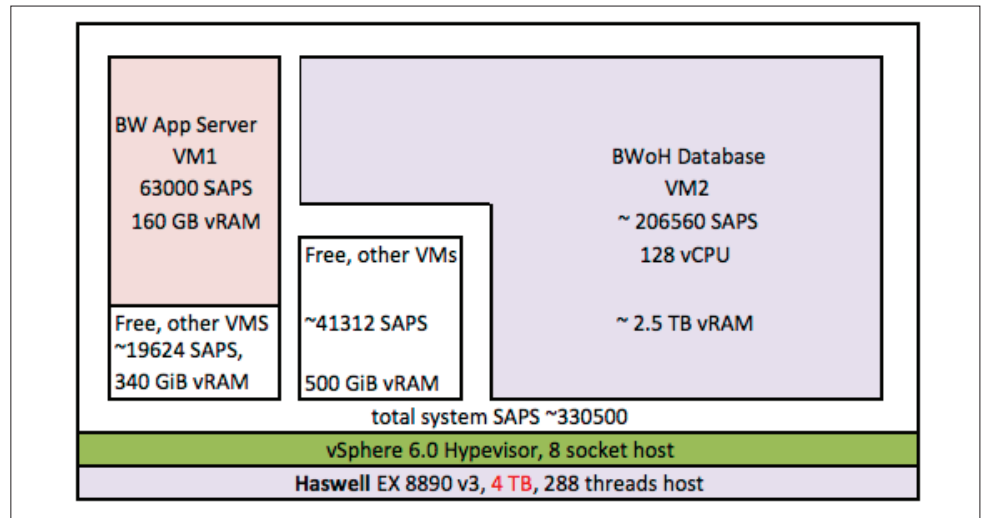 BW App Server
VM1
63000 SAPS
160 GB vRAM
Free, other VMS
~19624 SAPS,
340 GiB vRAM
Free, other VMs
~41312 SAPS
500 GiB vRAM
BWoH Database
VM2
~ 206560 SAPS
128 vCPU
~ 2.5 TB vRAM
total system SAPS ~330500
vSphere 6.0 Hypevisor, 8 socket host
Haswell EX 8890 v3, 4 TB, 288 threads host